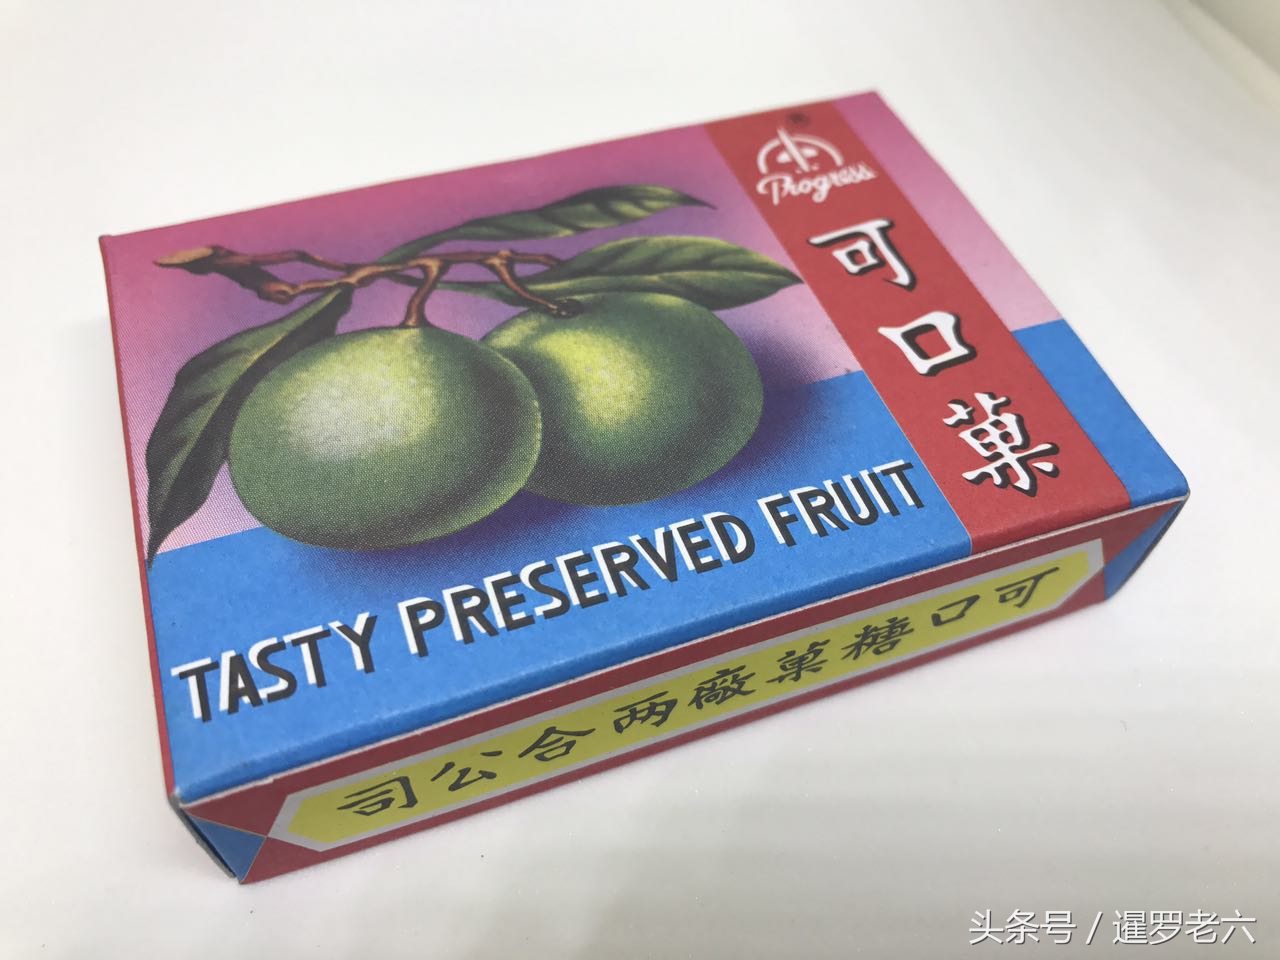 ®
Progress
可口菓
TASTY PRESERVED FRUIT
可口糖菓廠两合公司
头条号 / 暹罗老六